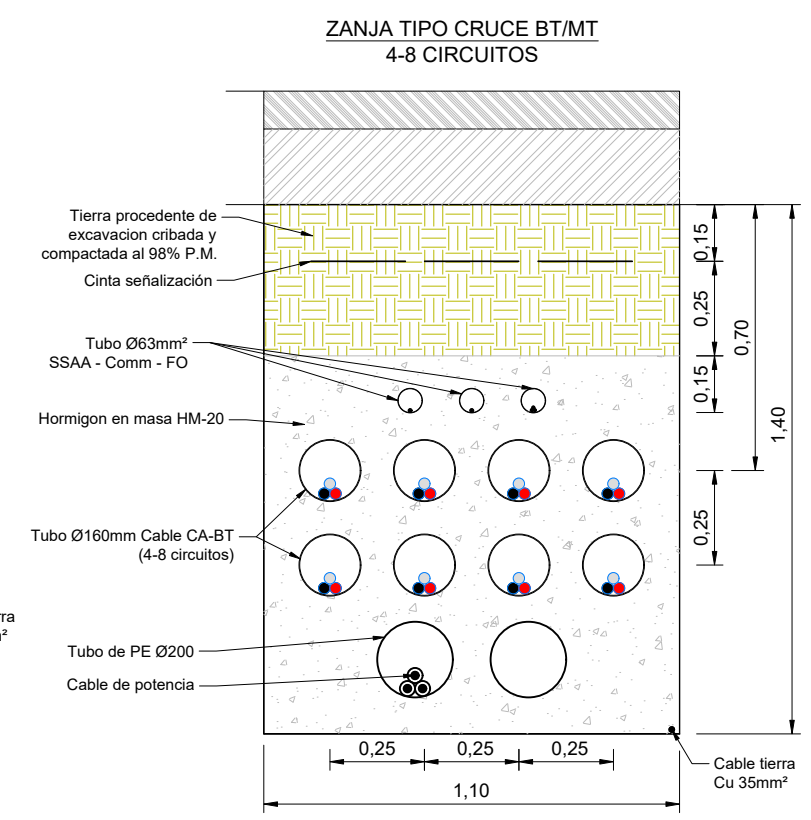 ZANJA TIPO CRUCE BT/MT
4-8 CIRCUITOS
Tierra procedente de
excavacion cribada y
compactada al 98% P.M.
Cinta señalización
Tubo Ø63mm²
SSAA - Comm - FO
Hormigon en masa HM-20
Tubo Ø160mm Cable CA-BT
(4-8 circuitos)
Tubo de PE Ø200
Cable de potencia
0,15
0,25
0,15
0,70
0,25
1,40
0,25
0,25
0,25
1,10
Cable tierra
Cu 35mm²